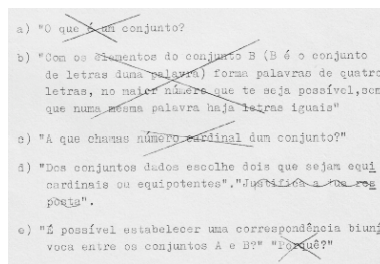 a) "O que é um conjunto?
b) "Com os elementos do conjunto B (B é o conjunto
de letras duma palavra) forma palavras de quatro
letras, no maior número que te seja possível,sem
que numa mesma palavra haja letras iguais"
c) "A que chamas número cardinal dum conjunto?"
d) "Dos conjuntos dados escolhe dois que sejam equi
cardinais ou equipotentes"."Justifica a tua res
posta".
e) "É possível estabelecer uma correspondência biuní
voca entre os conjuntos A e B?" "Porquê?"